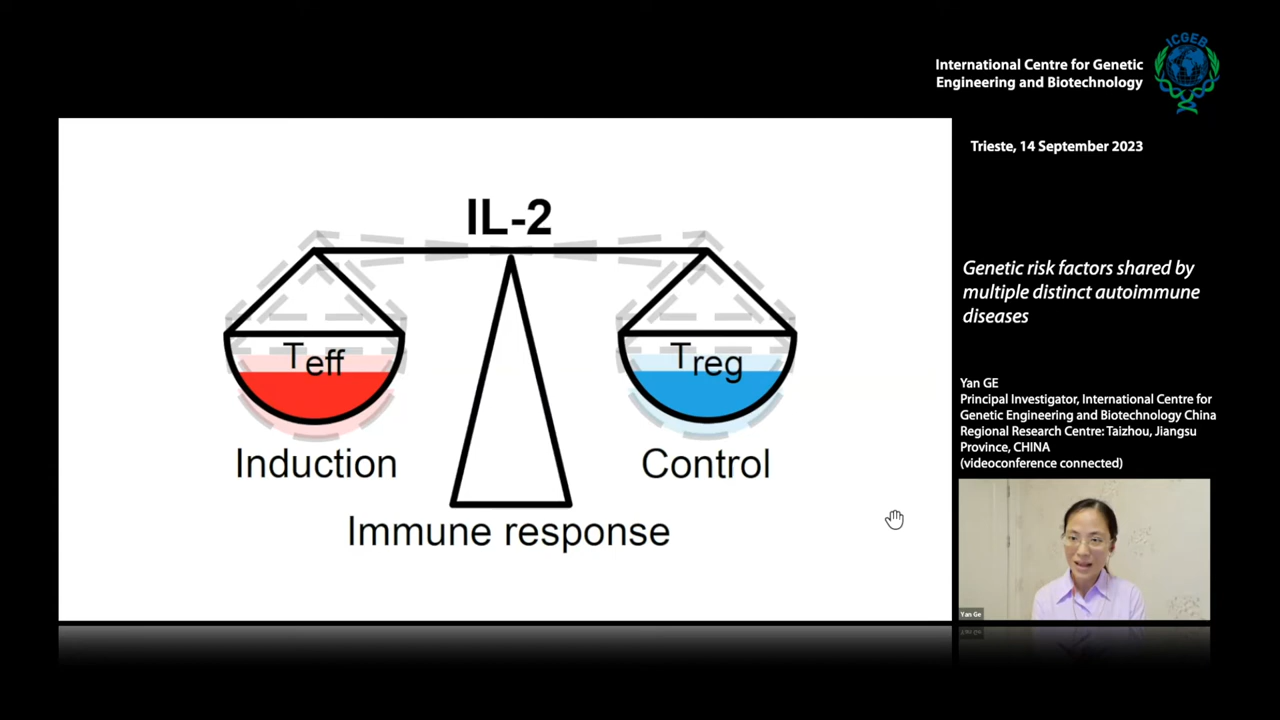 ICGEB
International Centre for Genetic
Engineering and Biotechnology
Trieste, 14 September 2023
IL-2
Teff
Treg
Induction
Control
Immune response
Genetic risk factors shared by
multiple distinct autoimmune
diseases
Yan GE
Principal Investigator, International Centre for
Genetic Engineering and Biotechnology China
Regional Research Centre: Taizhou, Jiangsu
Province, CHINA
(videoconference connected)
Yan Ge